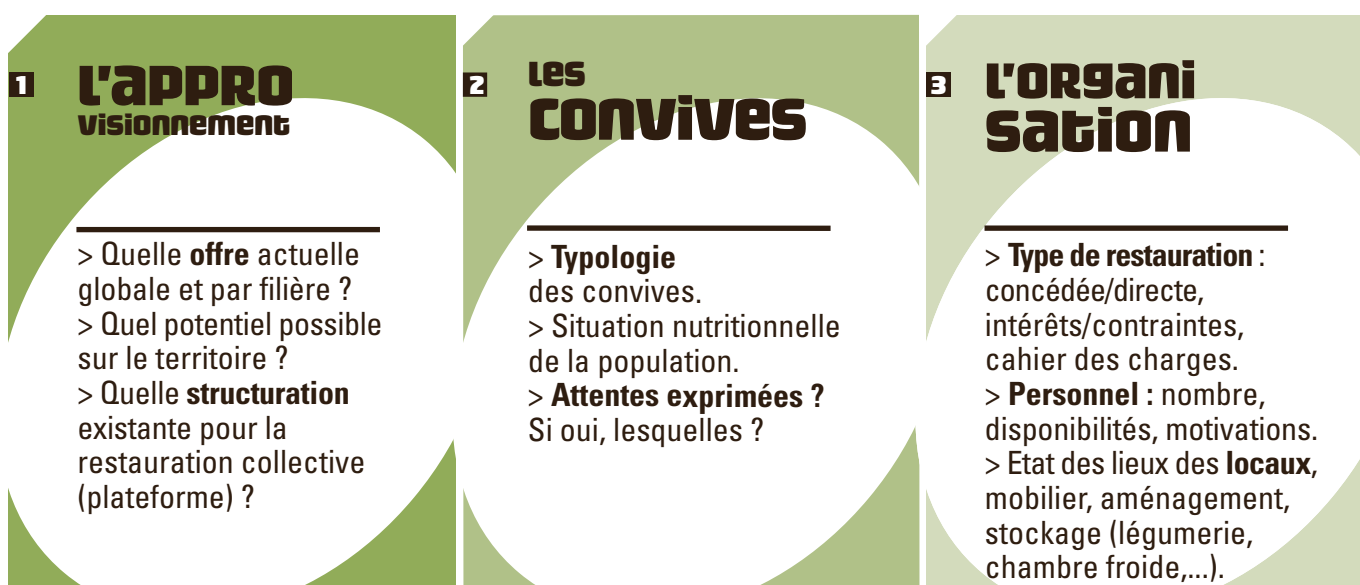 1
L'appro
visionnement
> Quelle offre actuelle
globale et par filière ?
> Quel potentiel possible
sur le territoire ?
> Quelle structuration
existante pour la
restauration collective
(plateforme) ?
2
Les
convives
> Typologie
des convives.
> Situation nutritionnelle
de la population.
> Attentes exprimées ?
Si oui, lesquelles ?
3
L'organi
sation
> Type de restauration :
concédée/directe,
intérêts/contraintes,
cahier des charges.
> Personnel : nombre,
disponibilités, motivations.
> Etat des lieux des locaux,
mobilier, aménagement,
stockage (légumerie,
chambre froide,...).